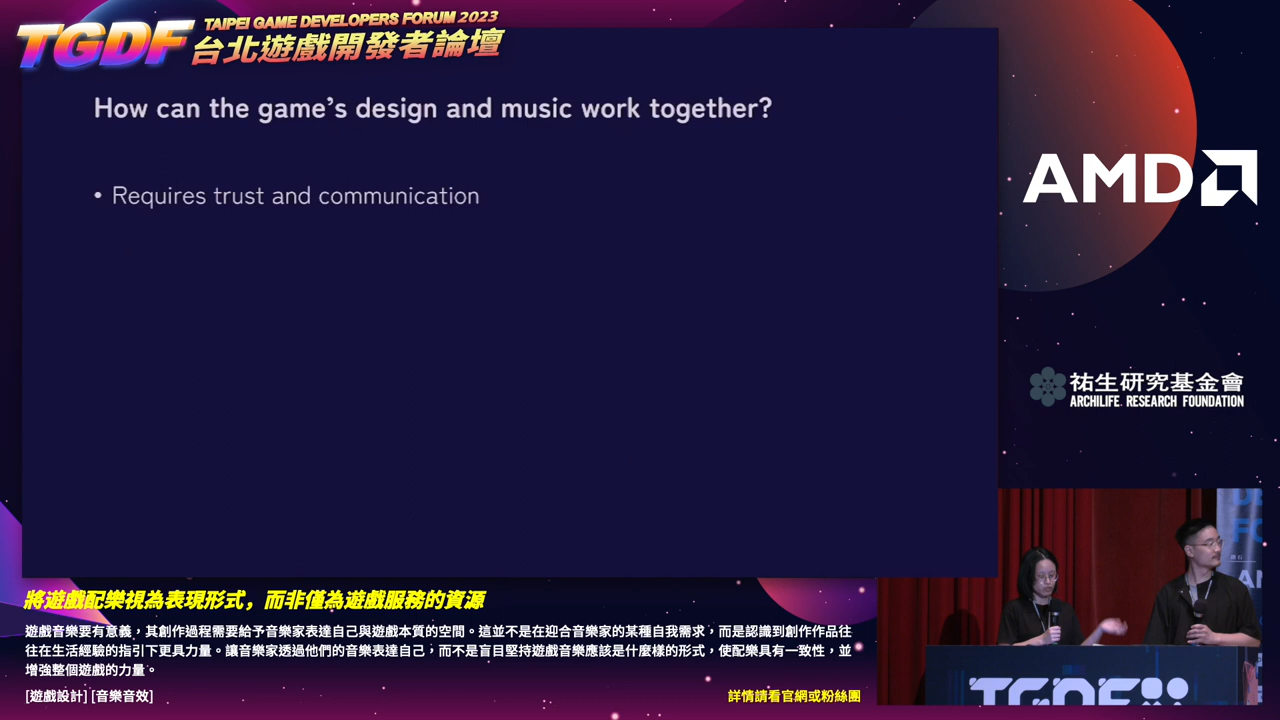 TGDF
TAIPEI GAME DEVELOPERS FORUM 2023
台北遊戲開發者論壇
How can the game's design and music work together?
• Requires trust and communication
AMD
祐生研究基金會
ARCHILIFE RESEARCH FOUNDATION
將遊戲配樂視為表現形式，而非僅為遊戲服務的資源
遊戲音樂要有意義，其創作過程需要給予音樂家表達自己與遊戲本質的空間。這並不是在迎合音樂家的某種自我需求，而是認識到創作作品往
往在生活經驗的指引下更具力量。讓音樂家透過他們的音樂表達自己，而不是盲目堅持遊戲音樂應該是什麼樣的形式，使配樂具有一致性，並
增強整個遊戲的力量。
[遊戲設計] [音樂音效]
詳情請看官網或粉絲團
TGDF